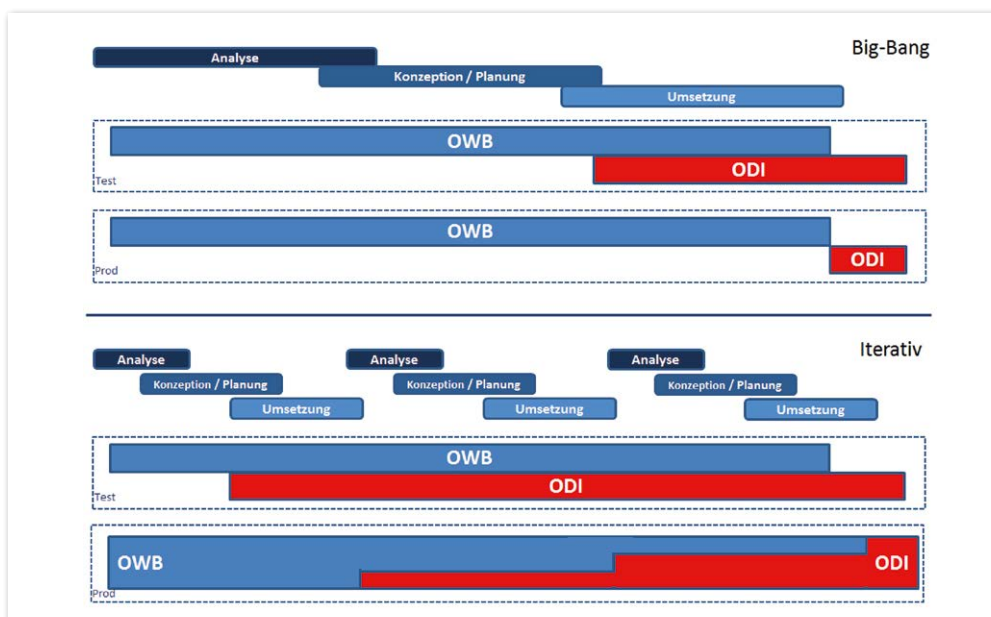 Big-Bang
Analyse
Konzeption / Planung
Umsetzung
OWB
ODI
Test
OWB
ODI
Prod
Iterativ
Analyse Analyse Analyse
Konzeption / Planung Konzeption / Planung Konzeption / Planung
Umsetzung Umsetzung Umsetzung
OWB
ODI
Test
OWB ODI
Prod